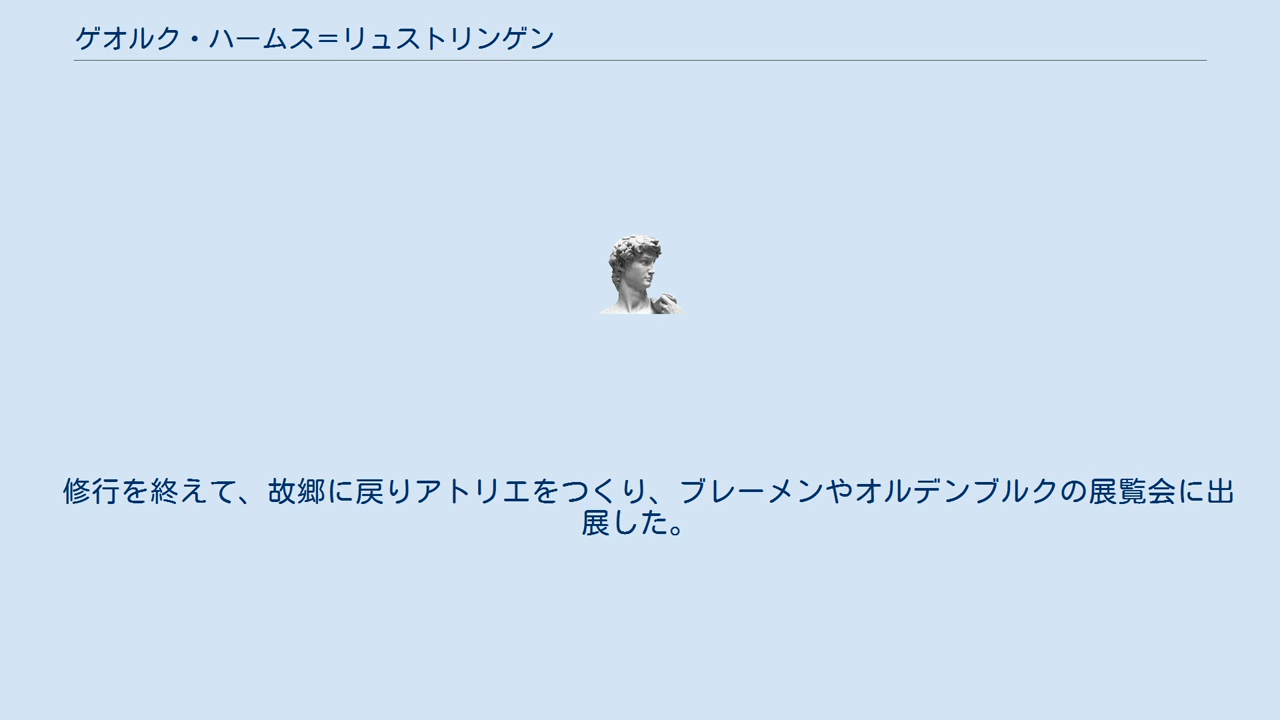 ゲオルク・ハームス＝リュストリンゲン
修行を終えて、故郷に戻りアトリエをつくり、ブレーメンやオルデンブルクの展覧会に出
展した。